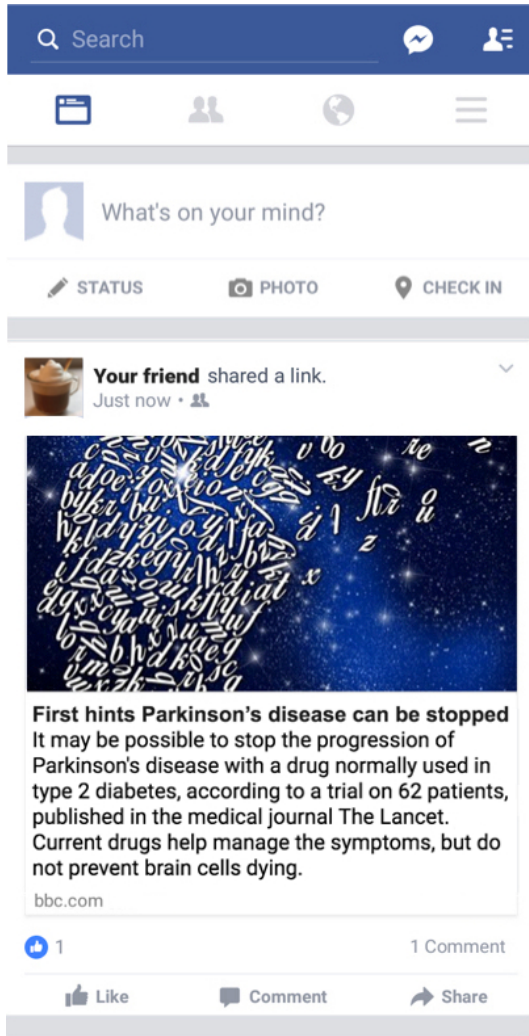 Search
What's on your mind?
STATUS PHOTO CHECK IN
Your friend shared a link.
Just now •
First hints Parkinson's disease can be stopped
It may be possible to stop the progression of
Parkinson's disease with a drug normally used in
type 2 diabetes, according to a trial on 62 patients,
published in the medical journal The Lancet.
Current drugs help manage the symptoms, but do
not prevent brain cells dying.
bbc.com
1 1 Comment
Like Comment Share